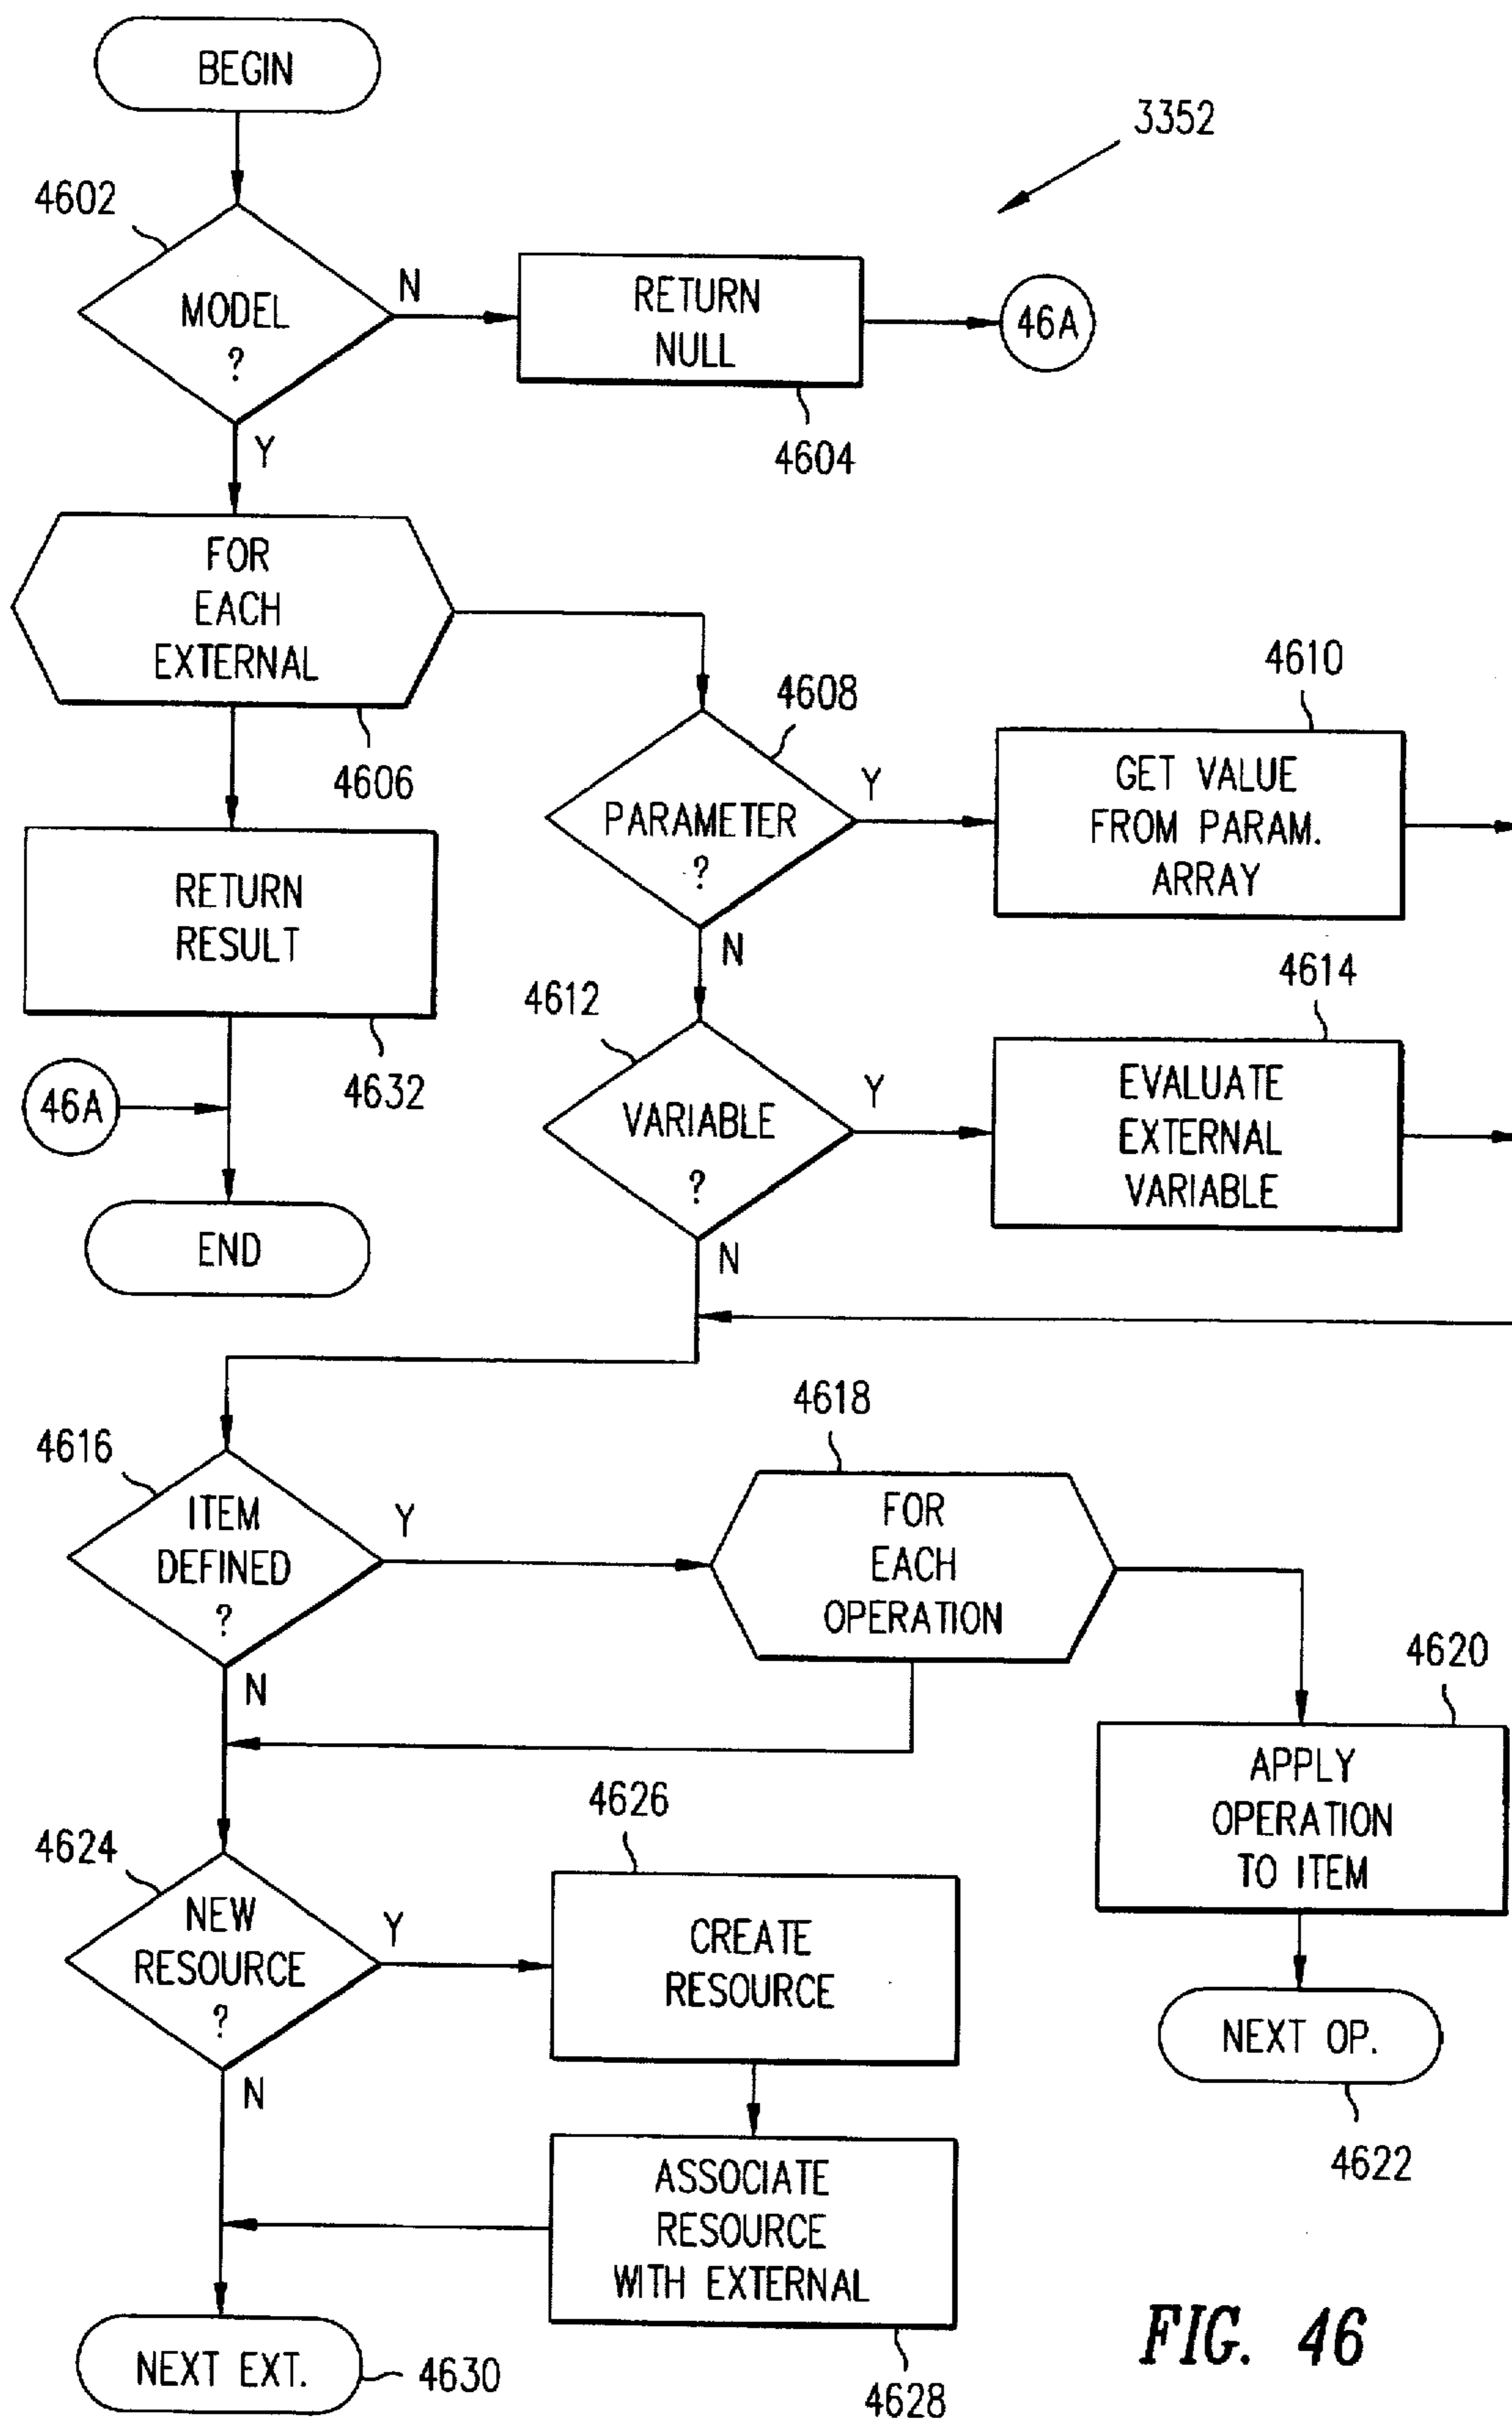 BEGIN
3352
4602
MODEL
?
N
RETURN
NULL
46A
4604
Y
FOR
EACH
EXTERNAL
4606
4608
PARAMETER
?
Y
4610
GET VALUE
FROM PARAM.
ARRAY
N
RETURN
RESULT
4632
46A
END
4612
VARIABLE
?
Y
4614
EVALUATE
EXTERNAL
VARIABLE
N
4616
ITEM
DEFINED
?
Y
4618
FOR
EACH
OPERATION
N
4620
APPLY
OPERATION
TO ITEM
NEXT OP.
4622
4624
NEW
RESOURCE
?
Y
4626
CREATE
RESOURCE
N
ASSOCIATE
RESOURCE
WITH EXTERNAL
4628
NEXT EXT.
4630
FIG. 46